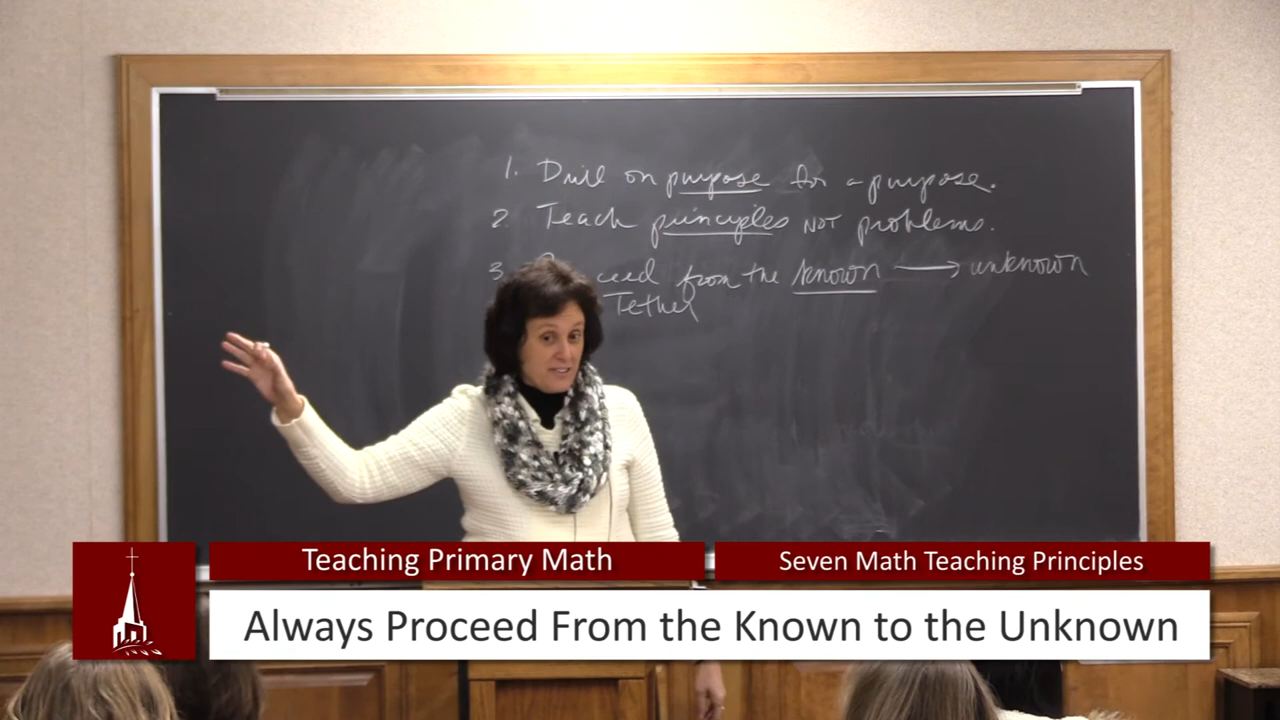 1. Drill on purpose for a purpose.
2. Teach principles NOT problems.
3 from the known → unknown
Tether
Teaching Primary Math
Seven Math Teaching Principles
Always Proceed From the Known to the Unknown